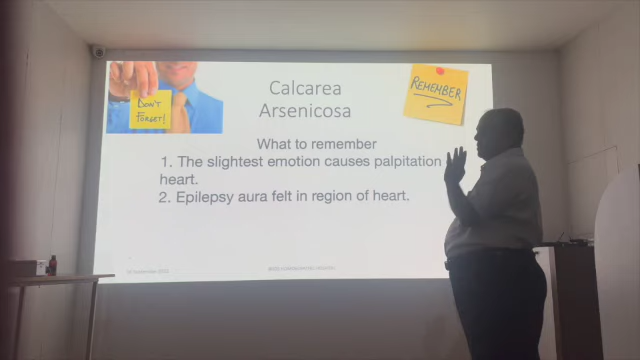 DON'T
FORGET!
REMEMBER
Calcarea
Arsenicosa
What to remember
1. The slightest emotion causes palpitation
heart.
2. Epilepsy aura felt in region of heart.